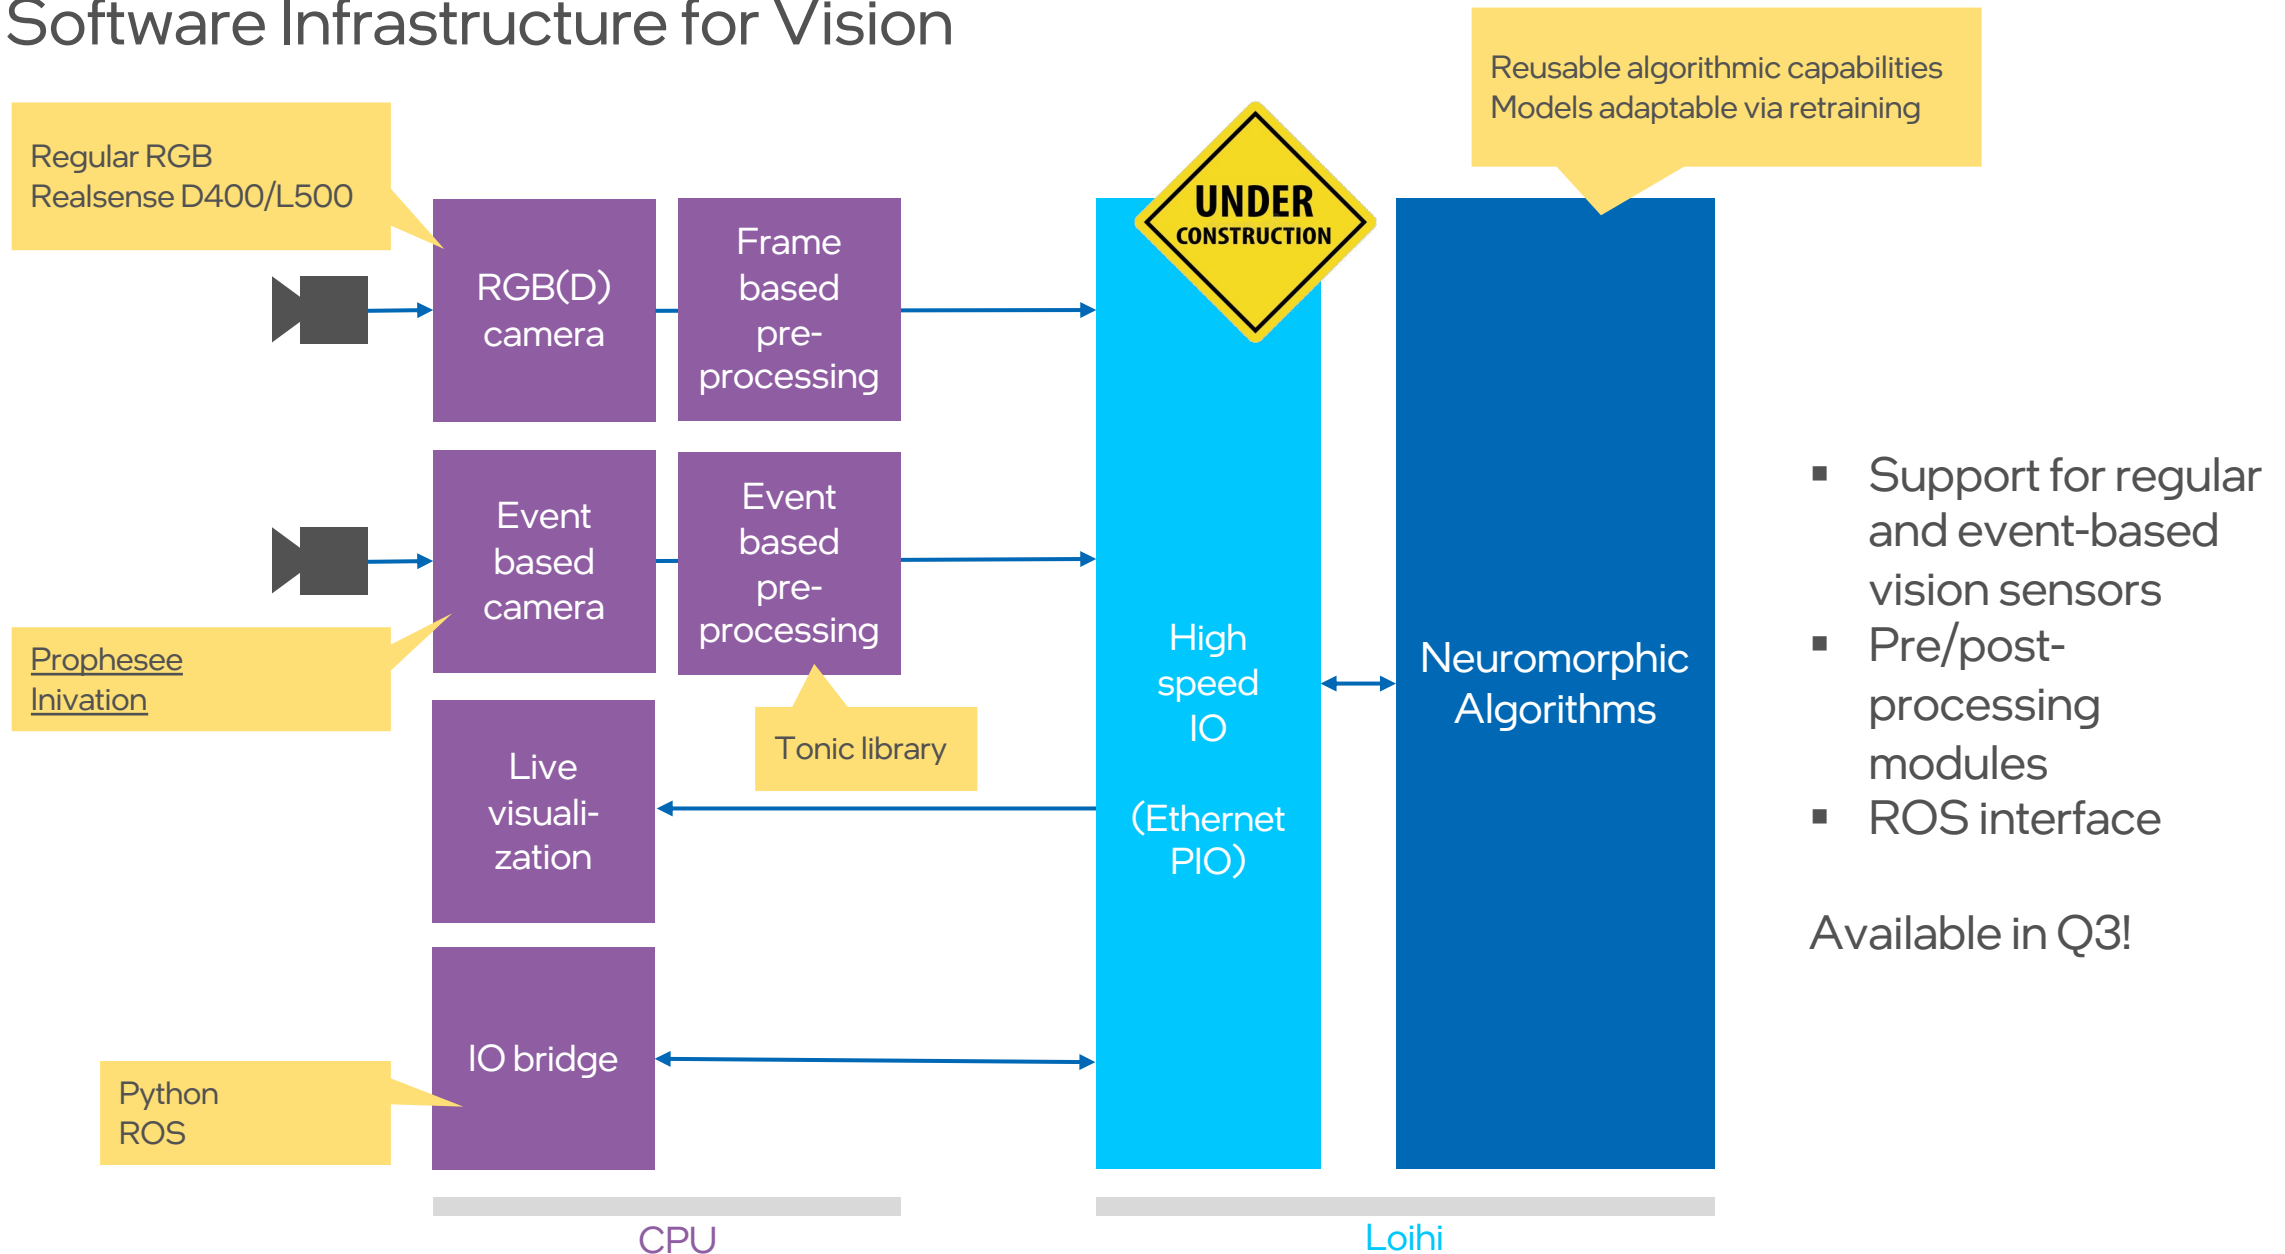 Software Infrastructure for Vision
Reusable algorithmic capabilities
Models adaptable via retraining
Regular RGB
Realsense D400/L500
UNDER
CONSTRUCTION
RGB(D)
camera
Frame
based
pre-
processing
Event
based
camera
Event
based
pre-
processing
Prophesee
Inivation
Tonic library
Live
visuali-
zation
IO bridge
Python
ROS
High
speed
IO
(Ethernet
PIO)
Neuromorphic
Algorithms
▪ Support for regular
and event-based
vision sensors
▪ Pre/post-
processing
modules
▪ ROS interface
Available in Q3!
CPU
Loihi